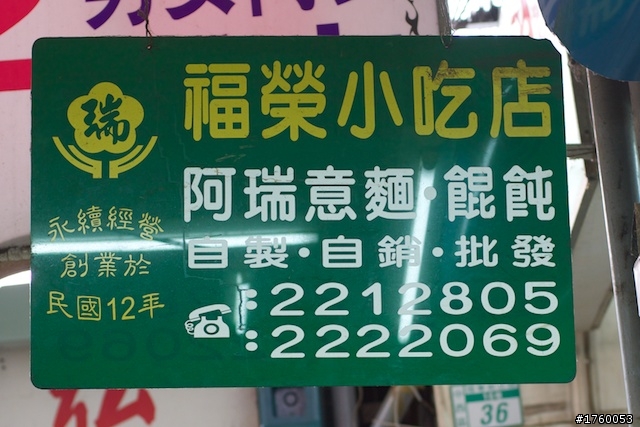 瑞
福榮小吃店
阿瑞意麵·餛飩
自製·自銷·批發
永續經營
創業於
民國12年
☎:2212805
:2222069
36
#1760053